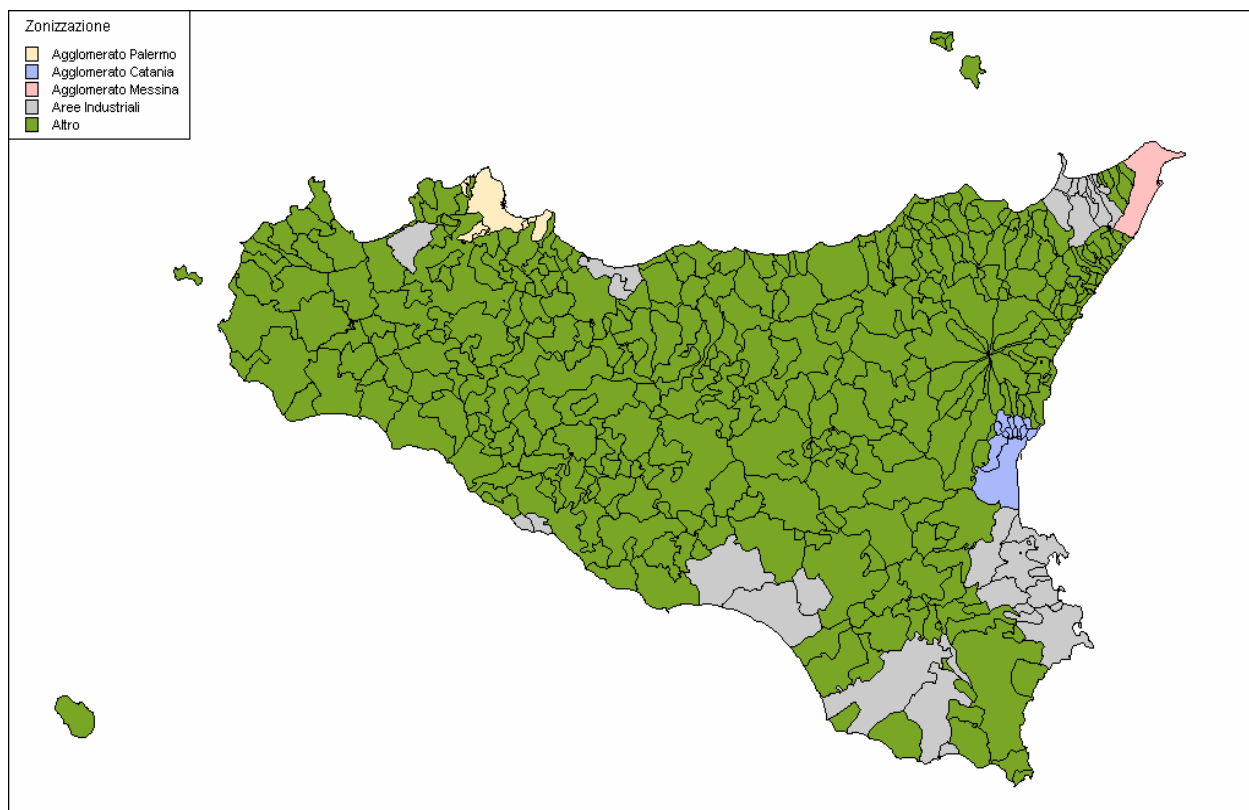 Zonizzazione
Agglomerato Palermo
Agglomerato Catania
Agglomerato Messina
Aree Industriali
Altro